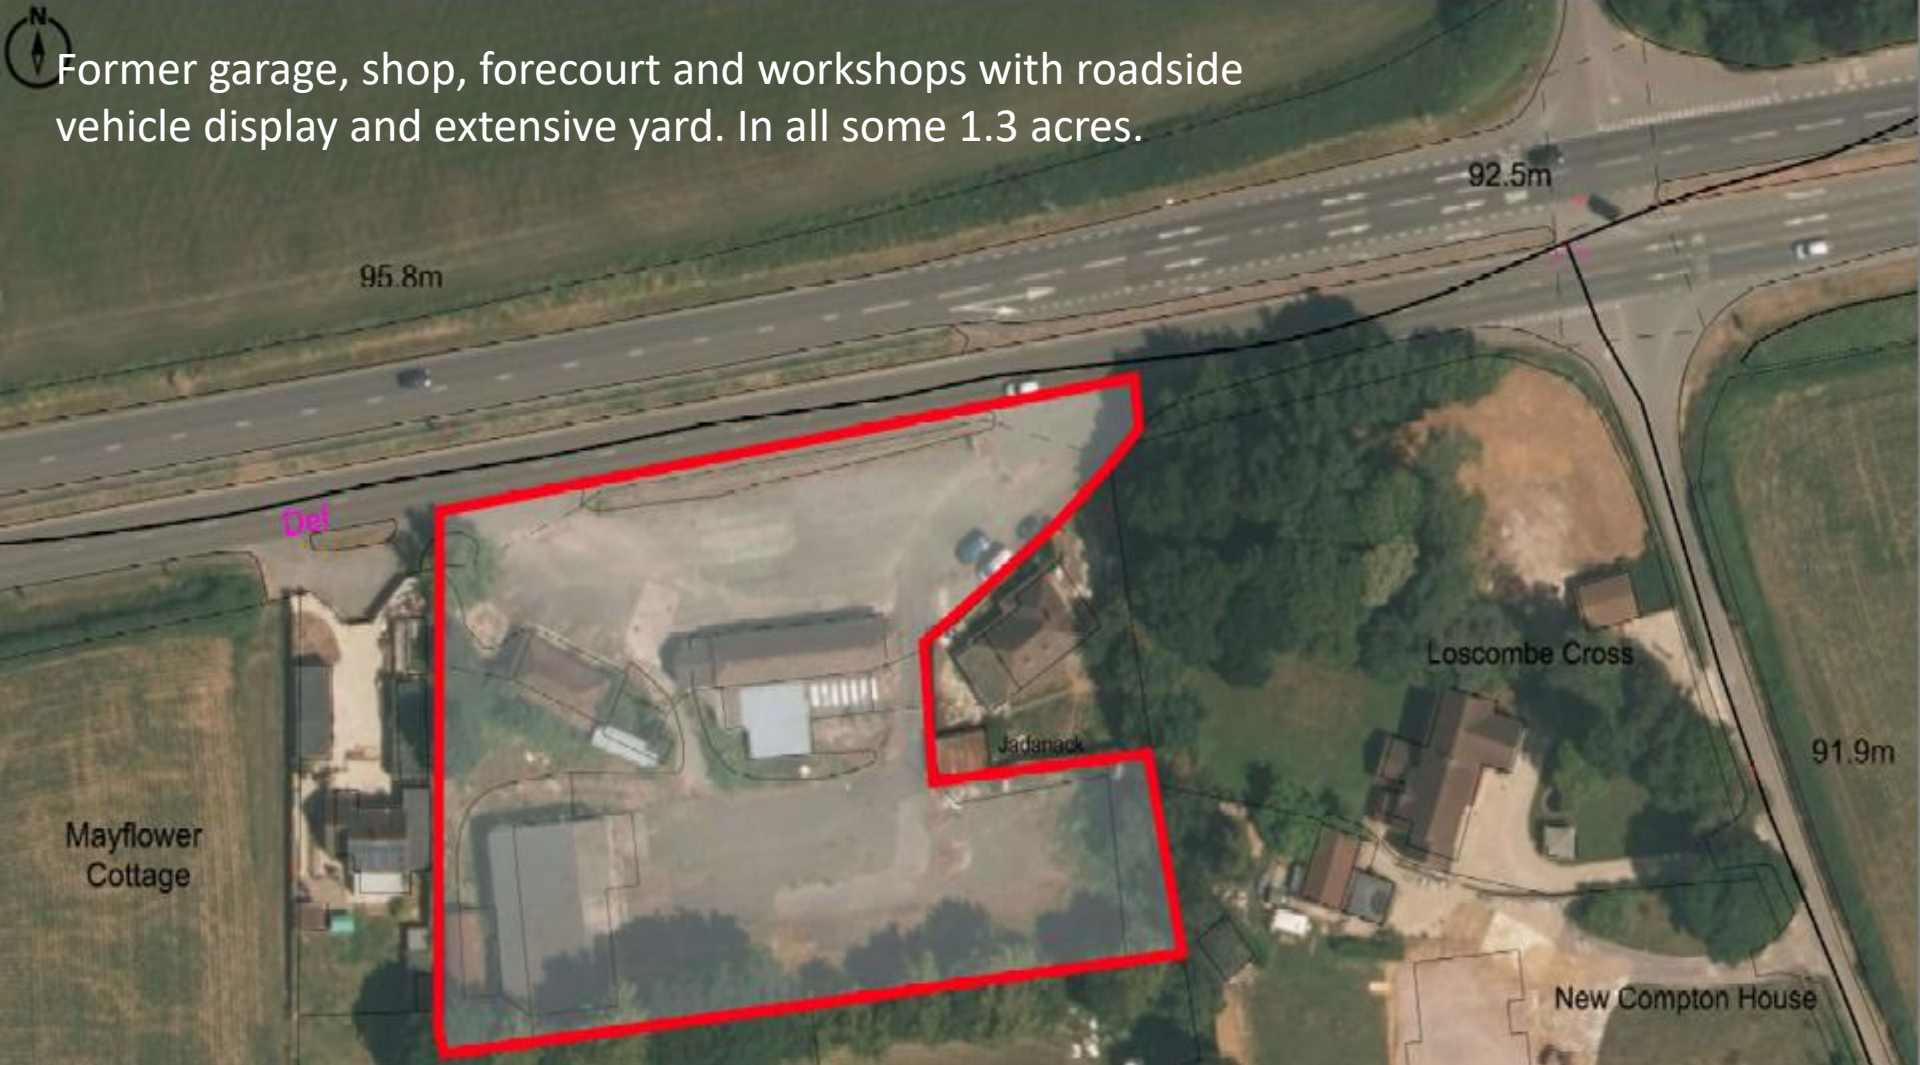 N
Former garage, shop, forecourt and workshops with roadside
vehicle display and extensive yard. In all some 1.3 acres.
92.5m
95.8m
Def
Loscombe Cross
Jadanack
91.9m
Mayflower
Cottage
New Compton House